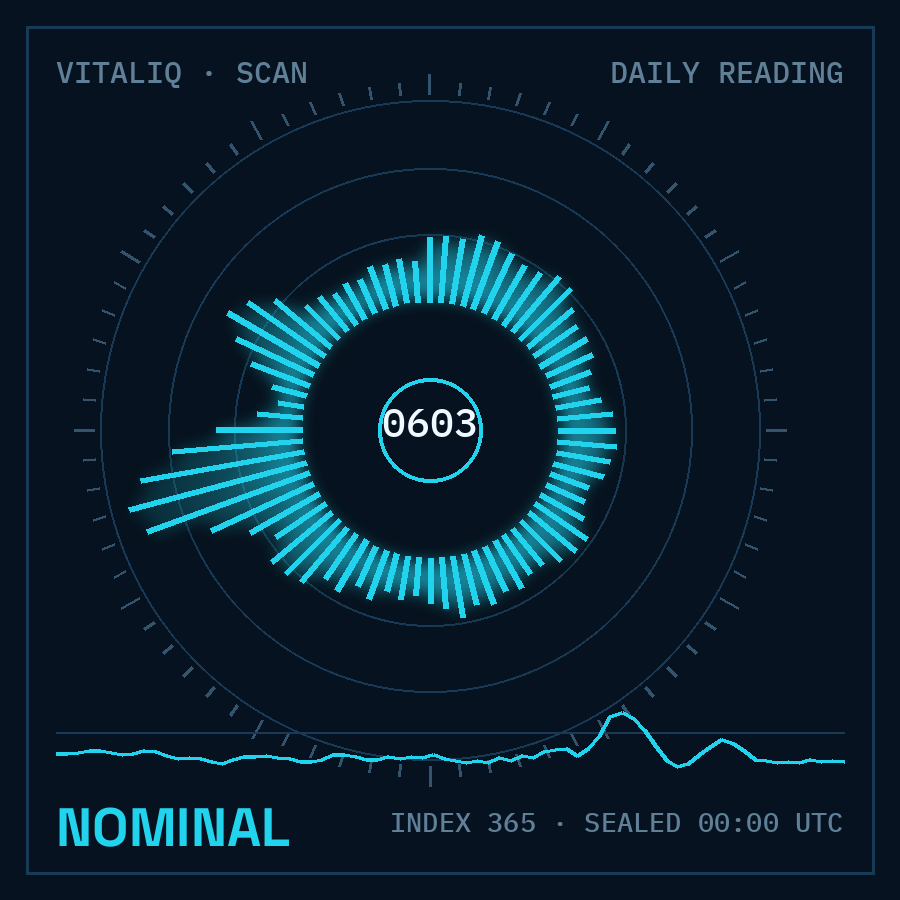 VITALIQ · SCAN
DAILY READING
0603
NOMINAL
INDEX 365 · SEALED 00:00 UTC